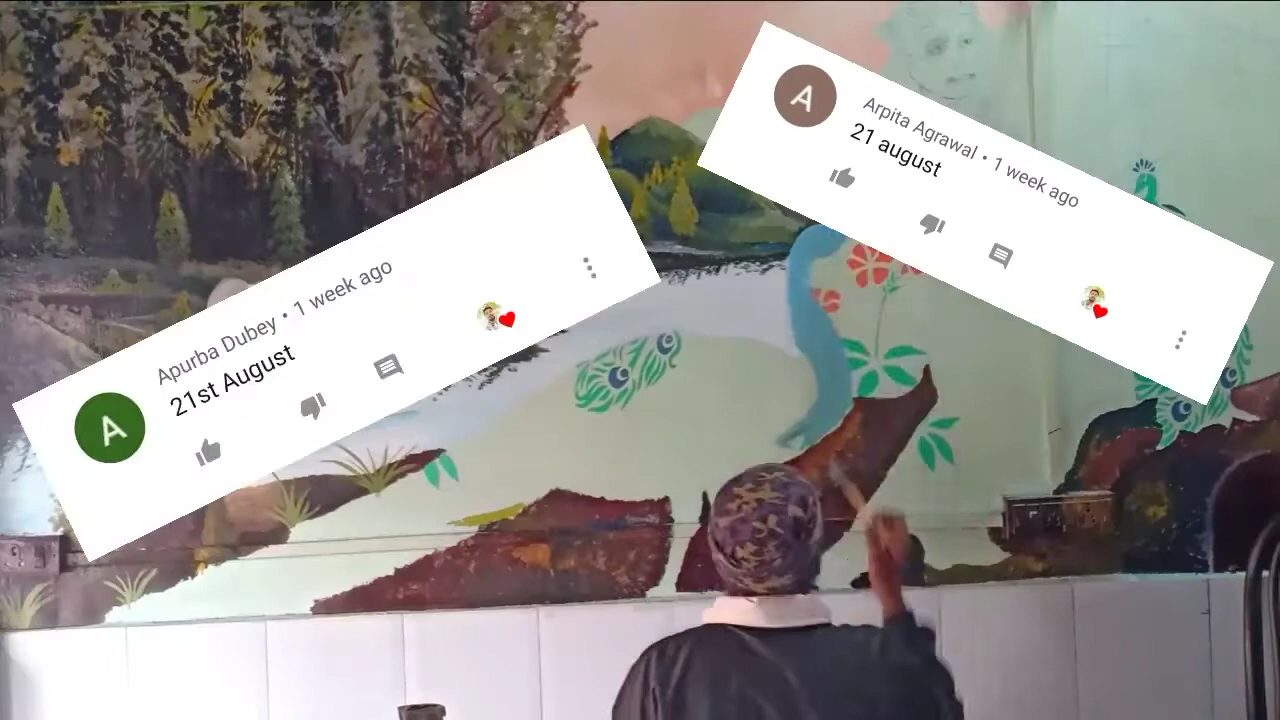 A
Apurba Dubey • 1 week ago
21st August
A
Arpita Agrawal • 1 week ago
21 august